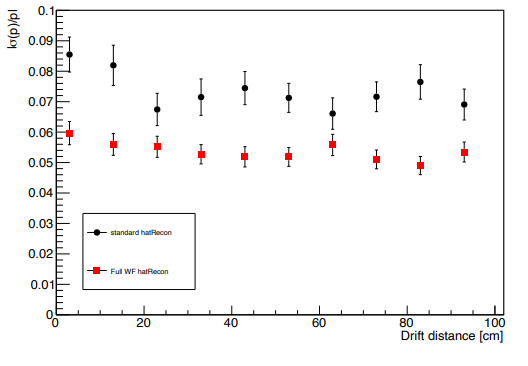 |σ(p)/p|
0.1
0.09
0.08
0.07
0.06
0.05
0.04
0.03
0.02
0.01
0
standard hatRecon
Full WF hatRecon
0 20 40 60 80 100
Drift distance [cm]